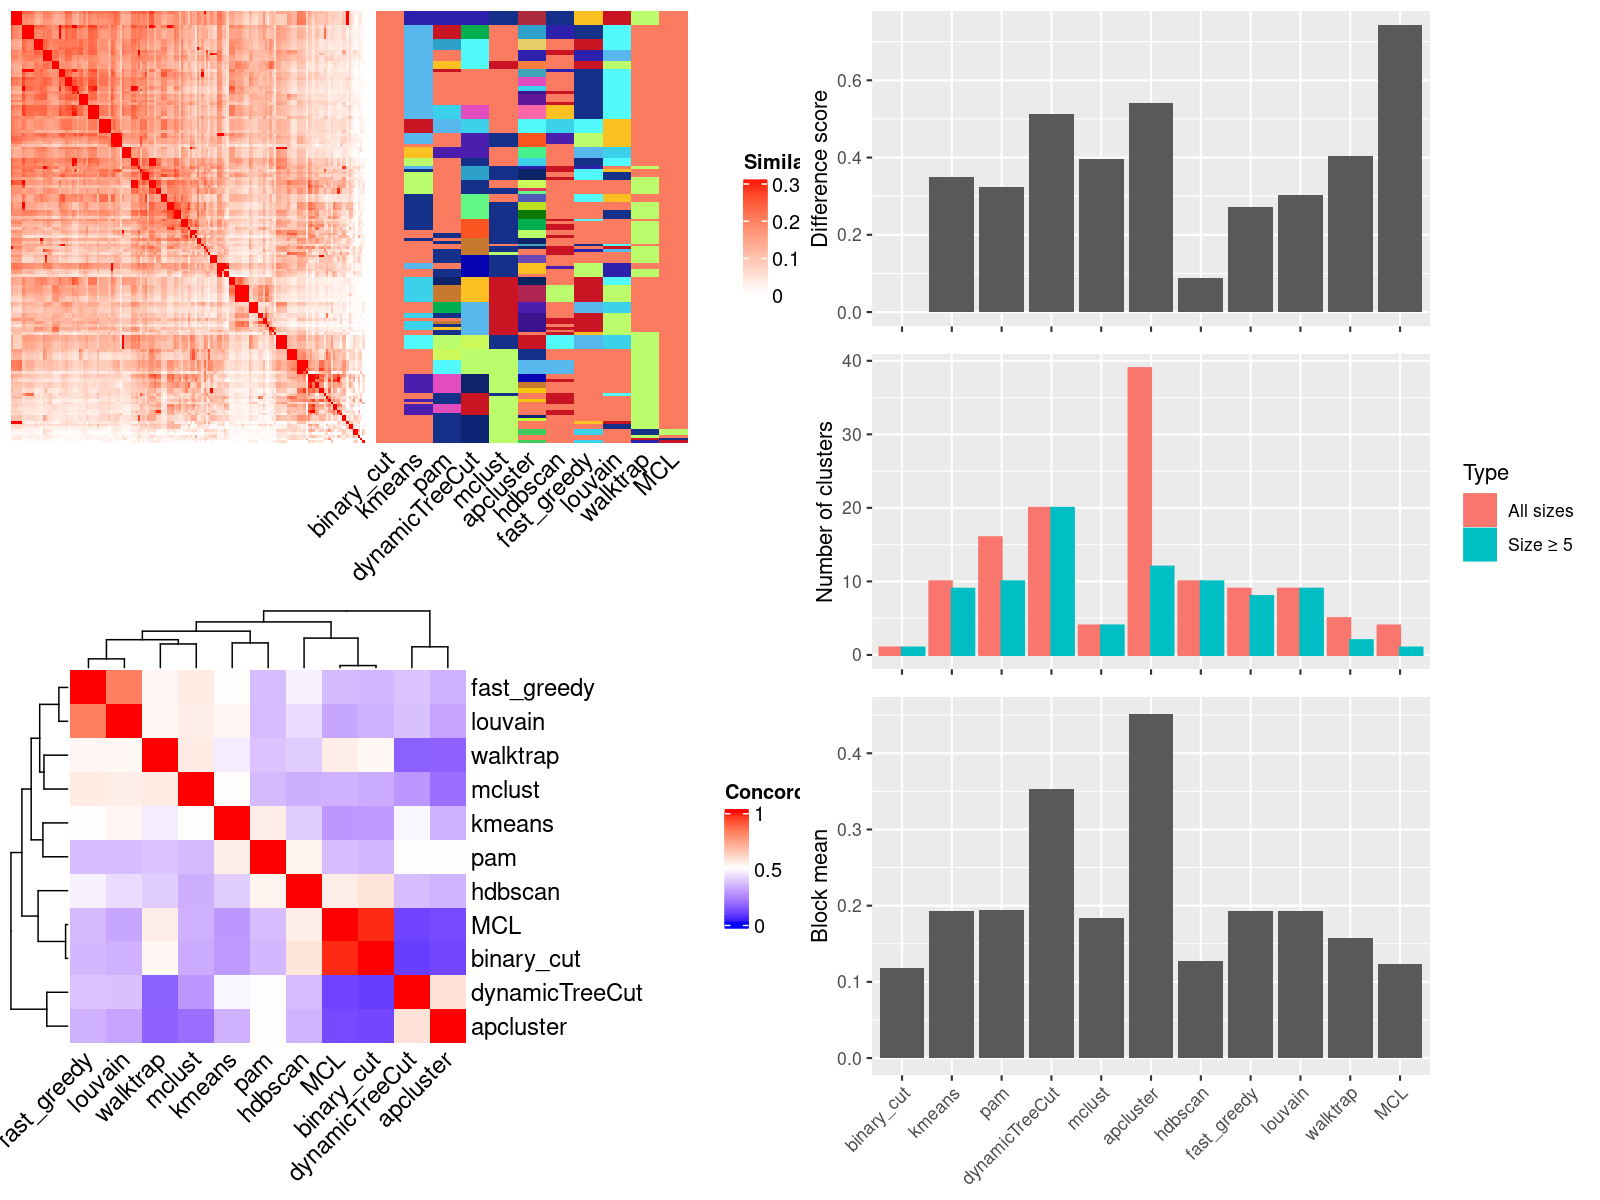 Simila
0.3
0.2
0.1
0
binary_cut
kmeans
pam
dynamicTreeCut
mclust
apcluster
hdbscan
fast_greedy
louvain
walktrap
MCL
Difference score
0.6
0.4
0.2
0.0
Number of clusters
40
30
20
10
0
Type
All sizes
Size ≥ 5
fast_greedy
louvain
walktrap
mclust
kmeans
pam
hdbscan
MCL
binary_cut
dynamicTreeCut
apcluster
fast_greedy
louvain
walktrap
mclust
kmeans
pam
hdbscan
MCL
binary_cut
dynamicTreeCut
apcluster
Concord
1
0.5
0
Block mean
0.4
0.3
0.2
0.1
0.0
binary_cut
kmeans
pam
dynamicTreeCut
mclust
apcluster
hdbscan
fast_greedy
louvain
walktrap
MCL